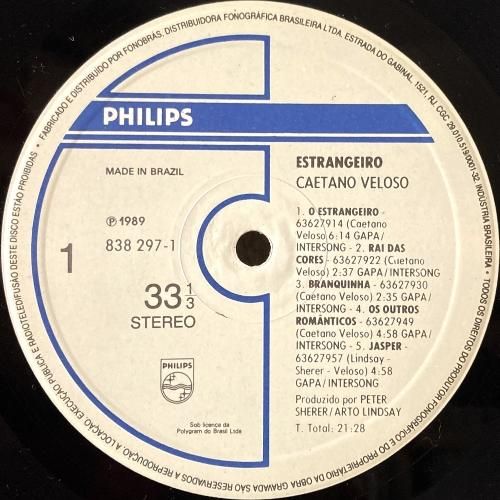 • FABRICADO E DISTRIBUÍDO POR FONOBRÁS, DISTRIBUIDORA FONOGRÁFICA BRASILEIRA LTDA. ESTRADA DO GABINAL, 1521, RJ, CGC 29.010.519/0001-32. INDÚSTRIA BRASILEIRA • TODOS OS DIREITOS DO PRODUTOR FONOGRÁFICO E DO PROPRIETÁRIO DA OBRA GRAVADA SÃO RESERVADOS A REPRODUÇÃO, A LOCAÇÃO, EXECUÇÃO PÚBLICA E RADIOTELEDIFUSÃO DESTE DISCO ESTÃO PROIBIDAS
PHILIPS
MADE IN BRAZIL
℗ 1989
838 297-1
1
33 1/3
STEREO
PHILIPS
Sob licença da
Polygram do Brasil Ltda
ESTRANGEIRO
CAETANO VELOSO
1. O ESTRANGEIRO -
63627914 (Caetano
Veloso) 6:14 GAPA/
INTERSONG - 2. RAI DAS
CORES - 63627922 (Caetano
Veloso) 2:37 GAPA/INTERSONG
3. BRANQUINHA - 63627930
(Caetano Veloso) 2:35 GAPA/
INTERSONG - 4. OS OUTROS
ROMÂNTICOS - 63627949
(Caetano Veloso) 4:58 GAPA/
INTERSONG - 5. JASPER -
63627957 (Lindsay -
Sherer - Veloso) 4:58
GAPA/INTERSONG
Produzido por PETER
SHERER/ARTO LINDSAY
T. Total: 21:28